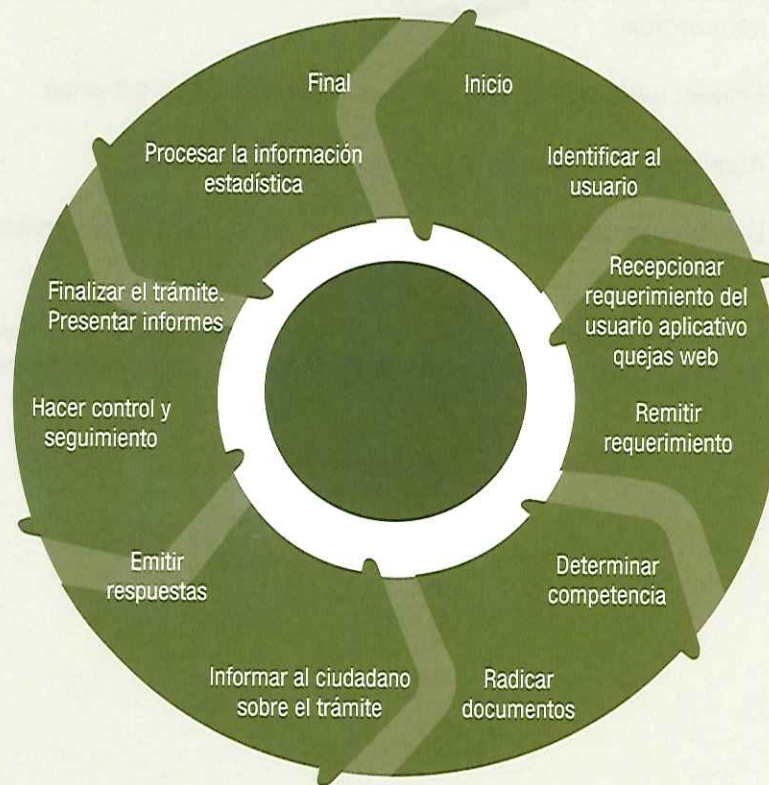 Inicio
Identificar al
usuario
Recepcionar
requerimiento del
usuario aplicativo
quejas web
Remitir
requerimiento
Determinar
competencia
Radicar
documentos
Informar al ciudadano
sobre el trámite
Emitir
respuestas
Hacer control y
seguimiento
Finalizar el trámite.
Presentar informes
Procesar la información
estadística
Final